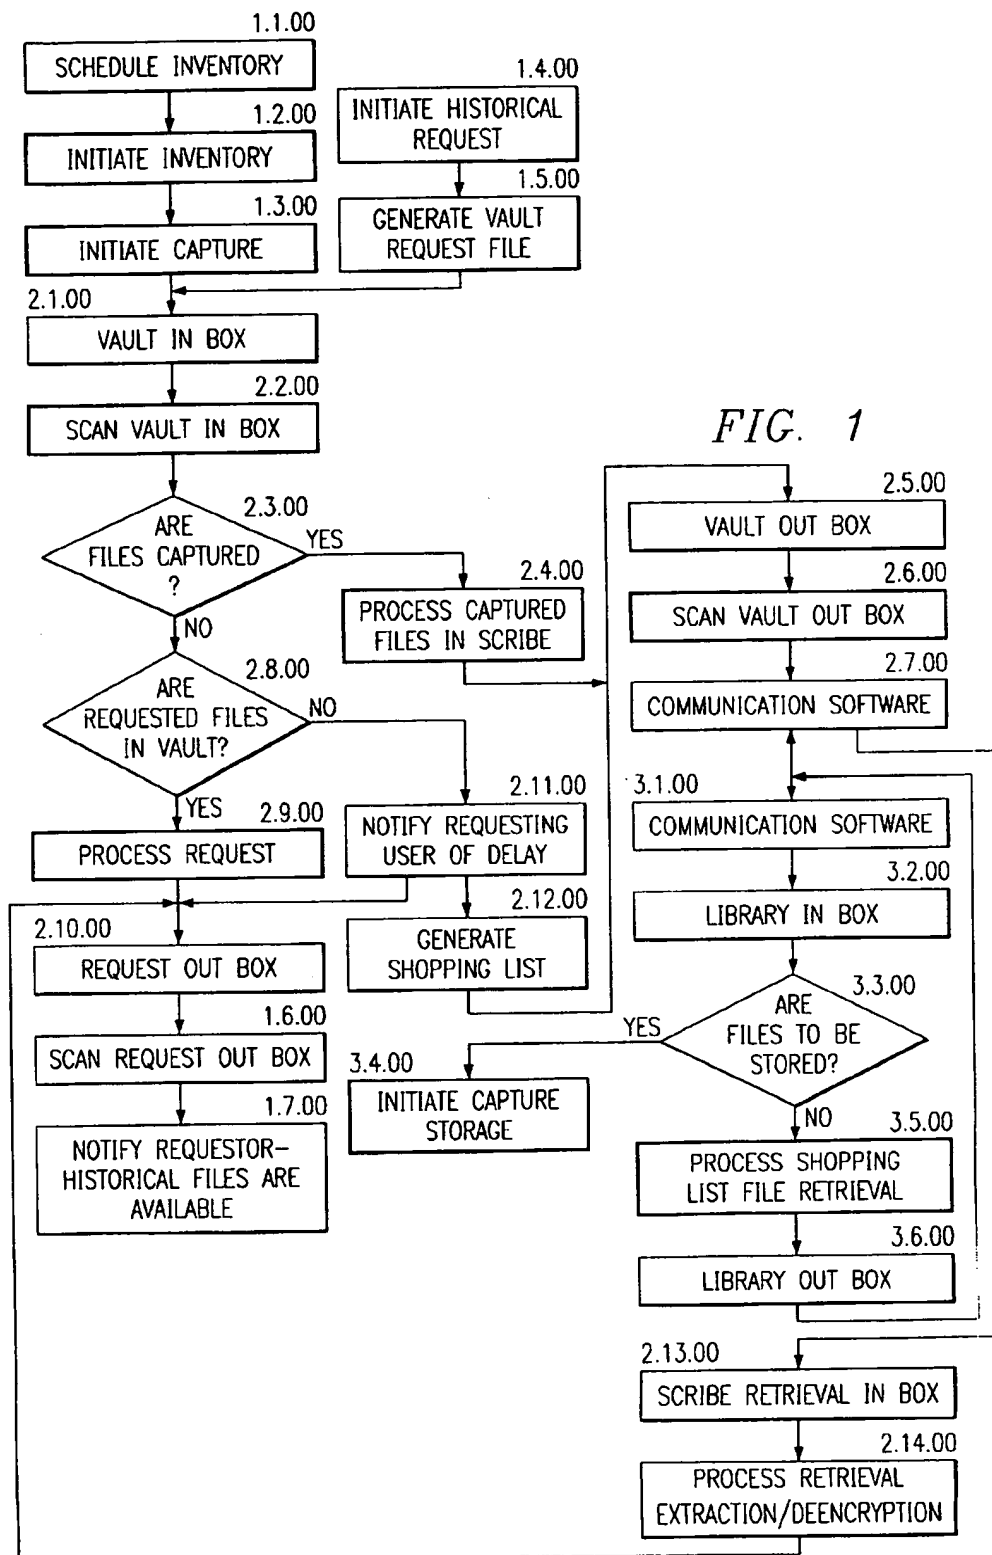 1.1.00
SCHEDULE INVENTORY
1.2.00
INITIATE INVENTORY
1.3.00
INITIATE CAPTURE
1.4.00
INITIATE HISTORICAL
REQUEST
1.5.00
GENERATE VAULT
REQUEST FILE
2.1.00
VAULT IN BOX
2.2.00
SCAN VAULT IN BOX
2.3.00
ARE
FILES CAPTURED
?
YES
NO
2.4.00
PROCESS CAPTURED
FILES IN SCRIBE
2.8.00
ARE
REQUESTED FILES
IN VAULT?
NO
YES
2.9.00
PROCESS REQUEST
2.11.00
NOTIFY REQUESTING
USER OF DELAY
2.12.00
GENERATE
SHOPPING LIST
2.10.00
REQUEST OUT BOX
1.6.00
SCAN REQUEST OUT BOX
1.7.00
NOTIFY REQUESTOR—
HISTORICAL FILES ARE
AVAILABLE
FIG. 1
2.5.00
VAULT OUT BOX
2.6.00
SCAN VAULT OUT BOX
2.7.00
COMMUNICATION SOFTWARE
3.1.00
COMMUNICATION SOFTWARE
3.2.00
LIBRARY IN BOX
3.3.00
ARE
FILES TO BE
STORED?
YES
NO
3.4.00
INITIATE CAPTURE
STORAGE
3.5.00
PROCESS SHOPPING
LIST FILE RETRIEVAL
3.6.00
LIBRARY OUT BOX
2.13.00
SCRIBE RETRIEVAL IN BOX
2.14.00
PROCESS RETRIEVAL
EXTRACTION/DEENCRYPTION